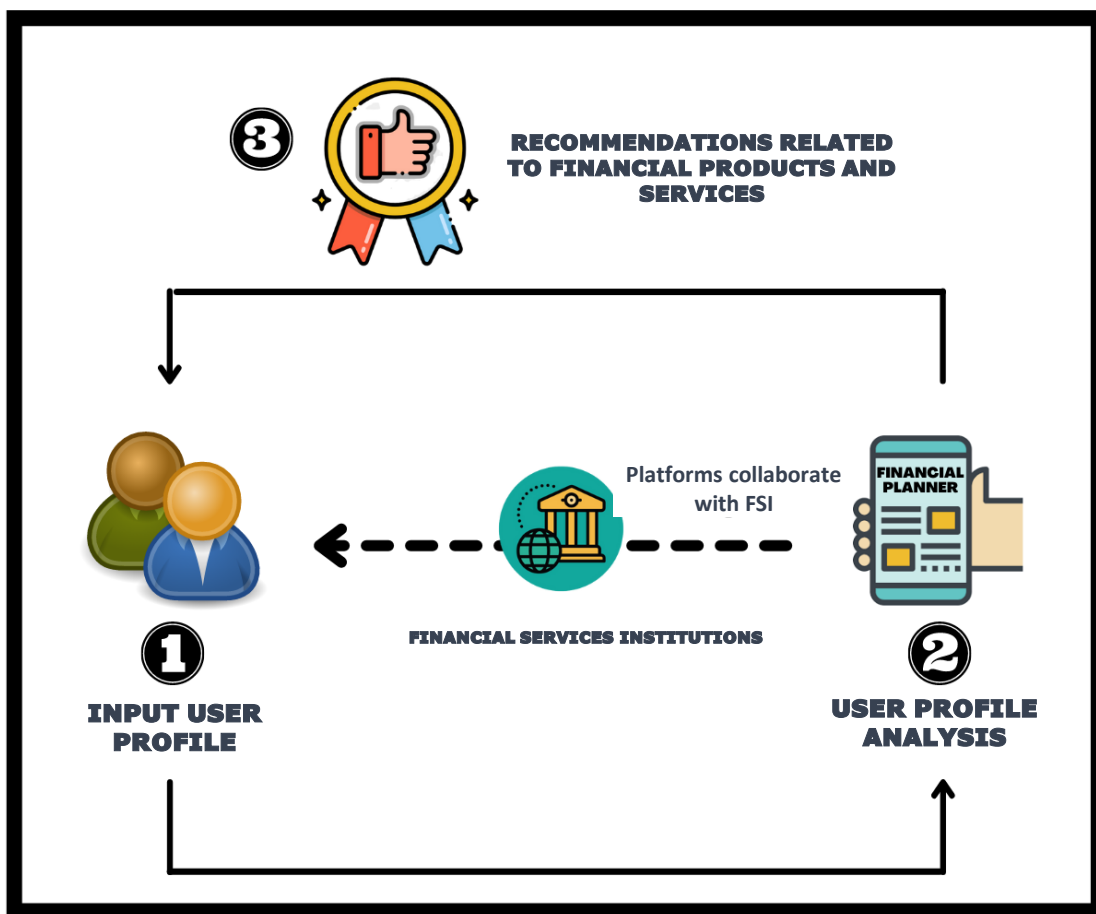 3
RECOMMENDATIONS RELATED
TO FINANCIAL PRODUCTS AND
SERVICES
Platforms collaborate
with FSI
FINANCIAL
PLANNER
FINANCIAL SERVICES INSTITUTIONS
1
INPUT USER
PROFILE
2
USER PROFILE
ANALYSIS